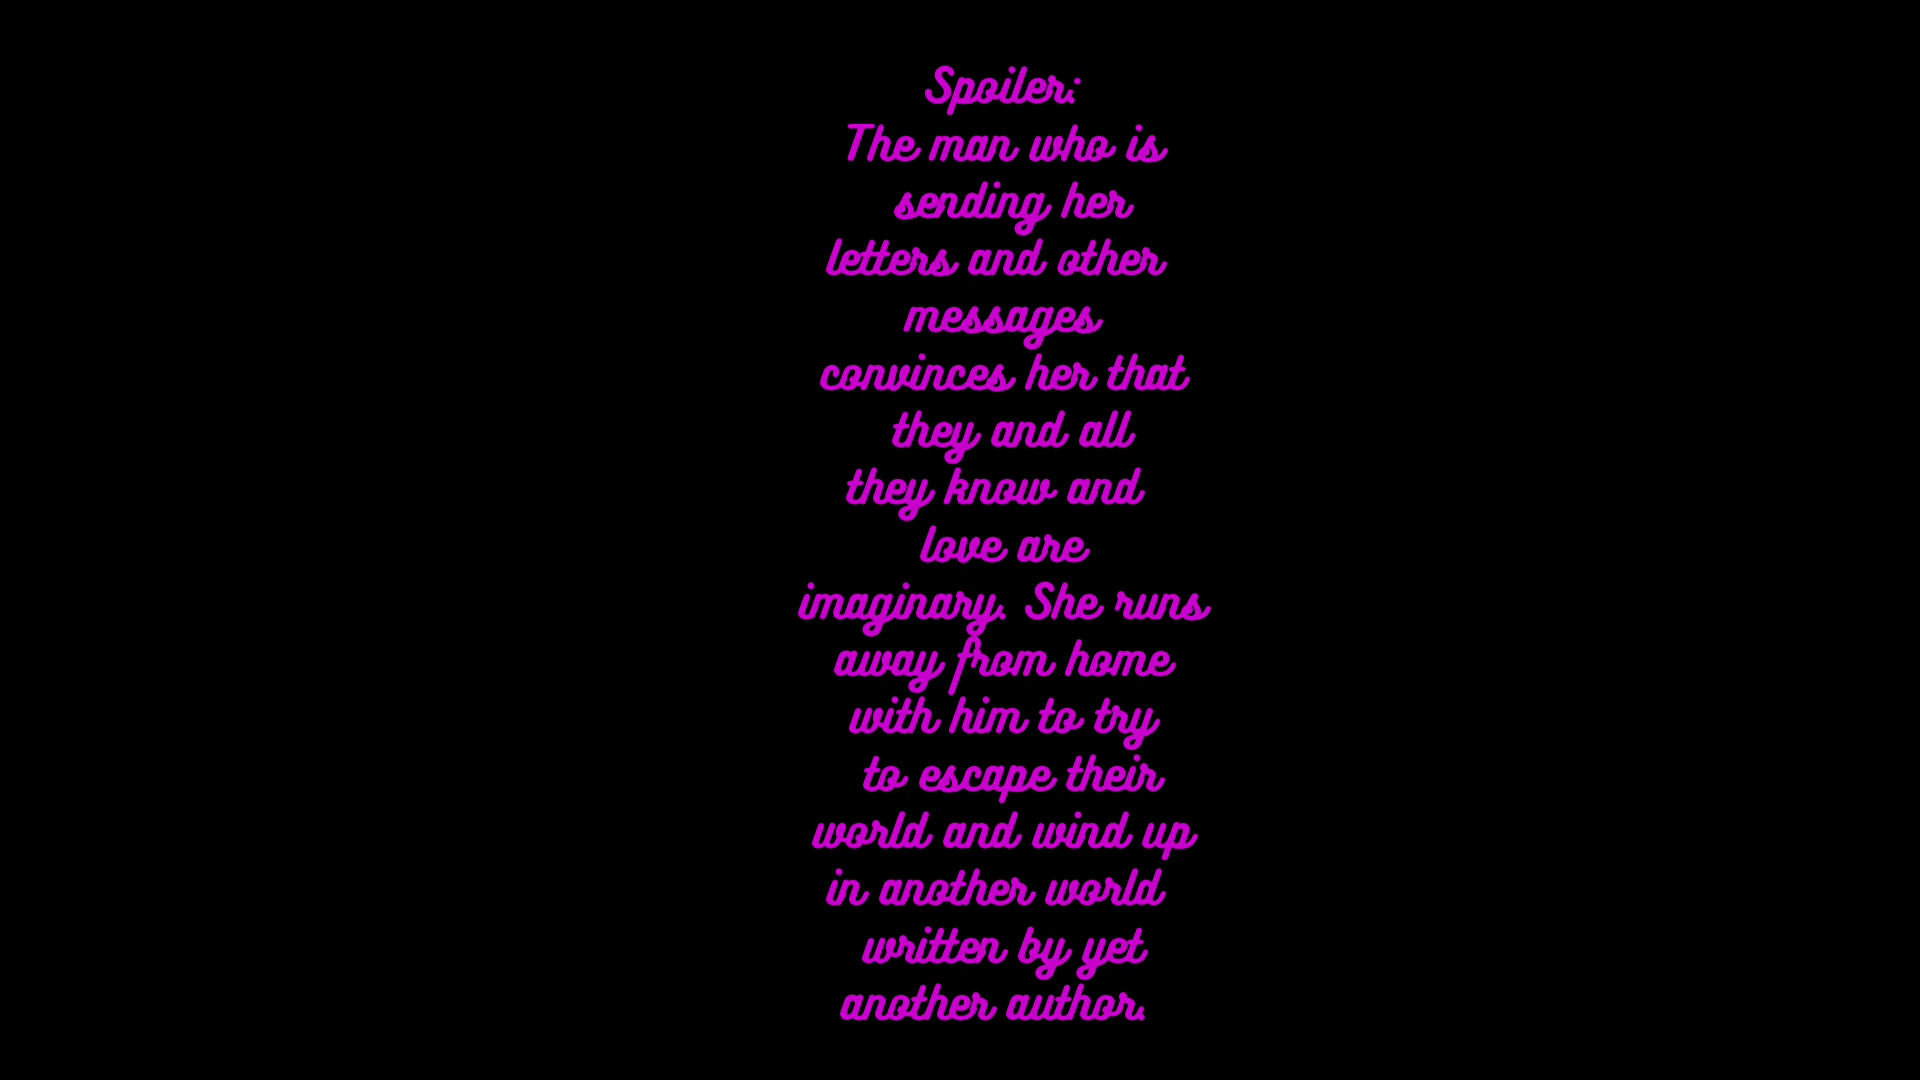 Spoiler:
The man who is
sending her
letters and other
messages
convinces her that
they and all
they know and
love are
imaginary. She runs
away from home
with him to try
to escape their
world and wind up
in another world
written by yet
another author.